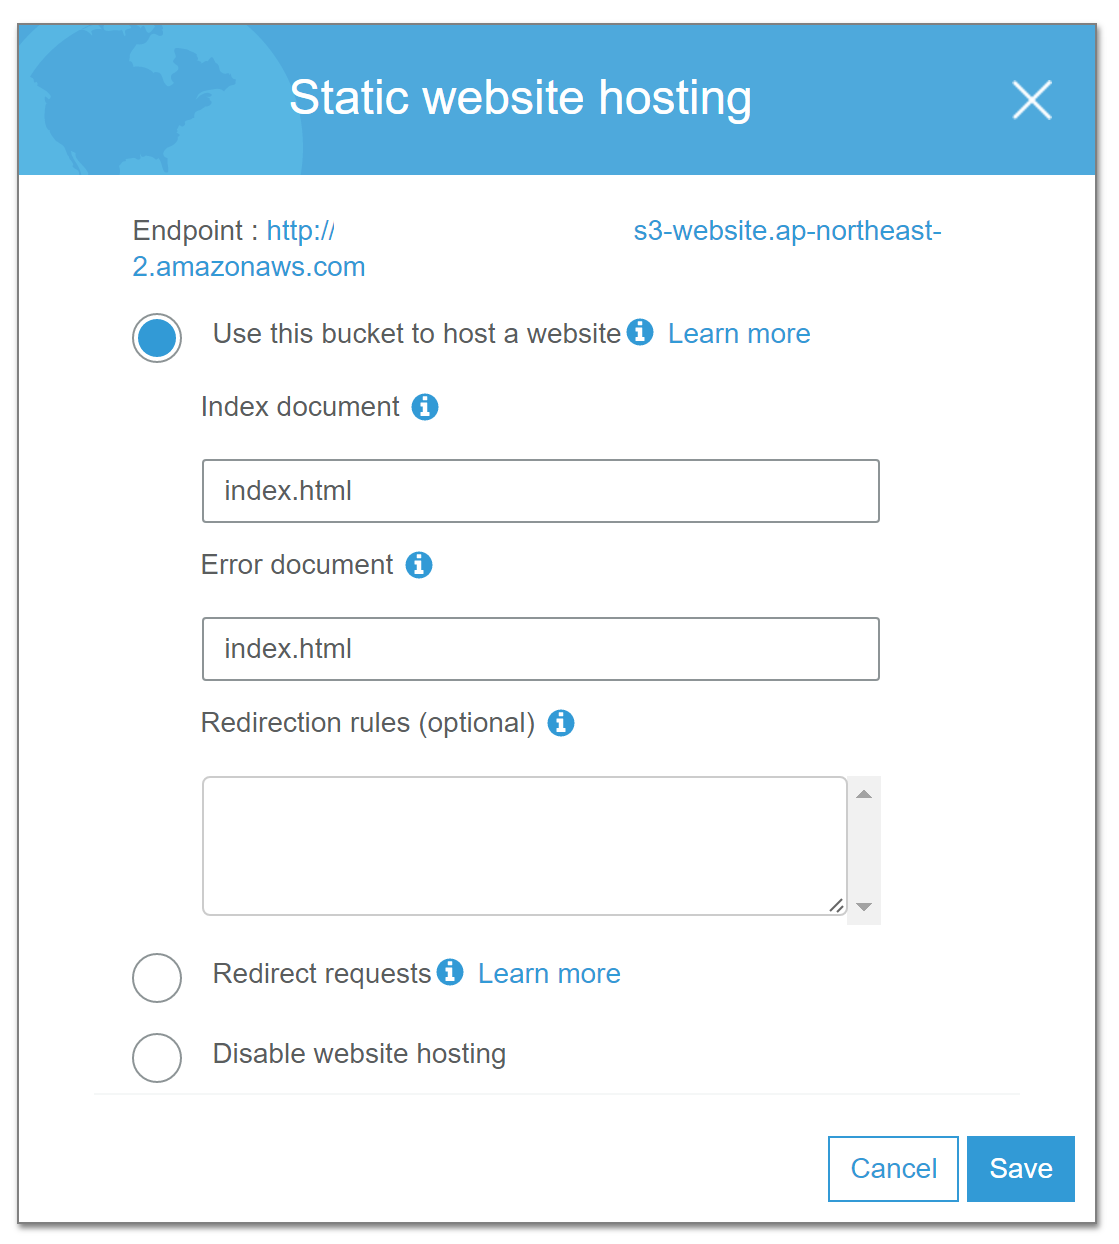 Static website hosting
Endpoint : http:// s3-website.ap-northeast-
2.amazonaws.com
Use this bucket to host a website Learn more
Index document
index.html
Error document
index.html
Redirection rules (optional)
Redirect requests Learn more
Disable website hosting
Cancel Save